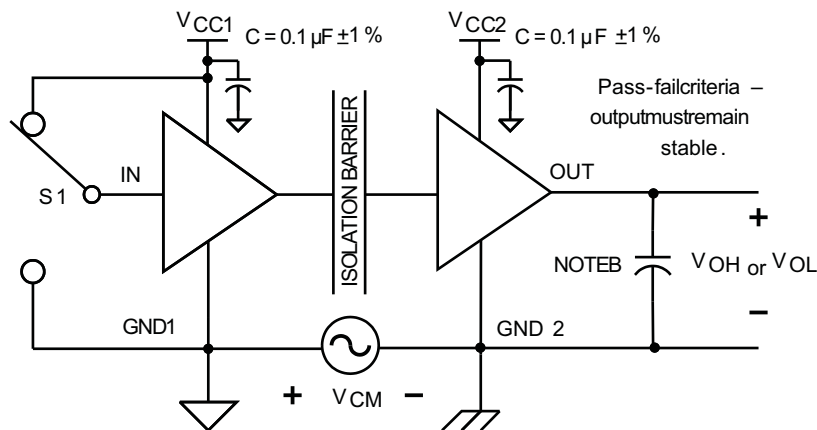 VCC1
C = 0.1 µF ±1 %
VCC2
C = 0.1 µF ±1 %
Pass-failcriteria –
outputmustremain
stable .
S1
IN
ISOLATION BARRIER
OUT
+
NOTEB
VOH or VOL
–
GND1
GND 2
+ VCM –